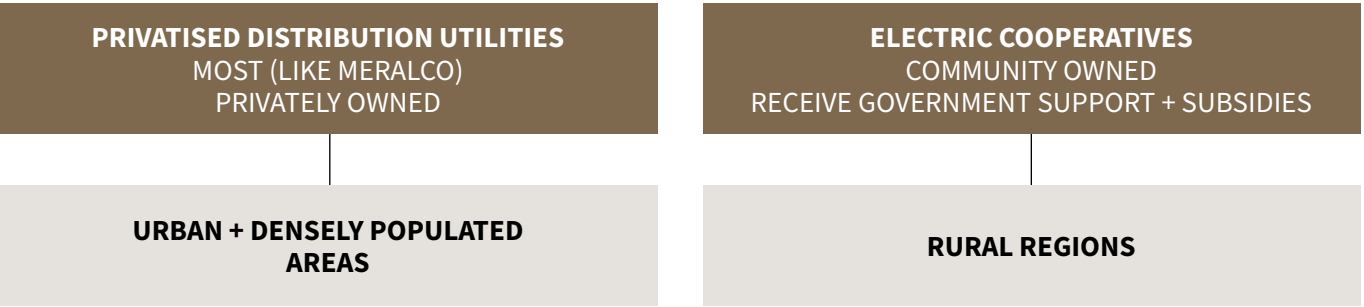 PRIVATISED DISTRIBUTION UTILITIES
MOST (LIKE MERALCO)
PRIVATELY OWNED
URBAN + DENSELY POPULATED
AREAS
ELECTRIC COOPERATIVES
COMMUNITY OWNED
RECEIVE GOVERNMENT SUPPORT + SUBSIDIES
RURAL REGIONS